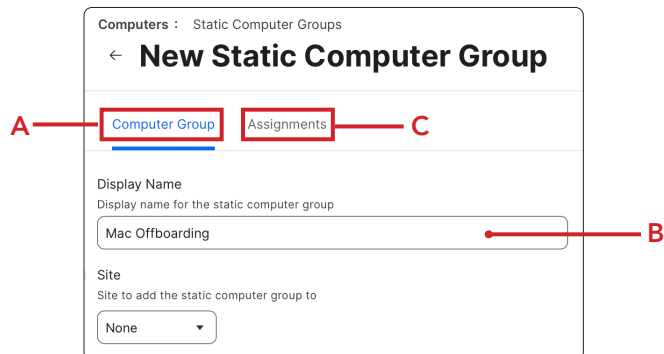 Computers : Static Computer Groups
← New Static Computer Group
A Computer Group Assignments C
Display Name
Display name for the static computer group
Mac Offboarding B
Site
Site to add the static computer group to
None